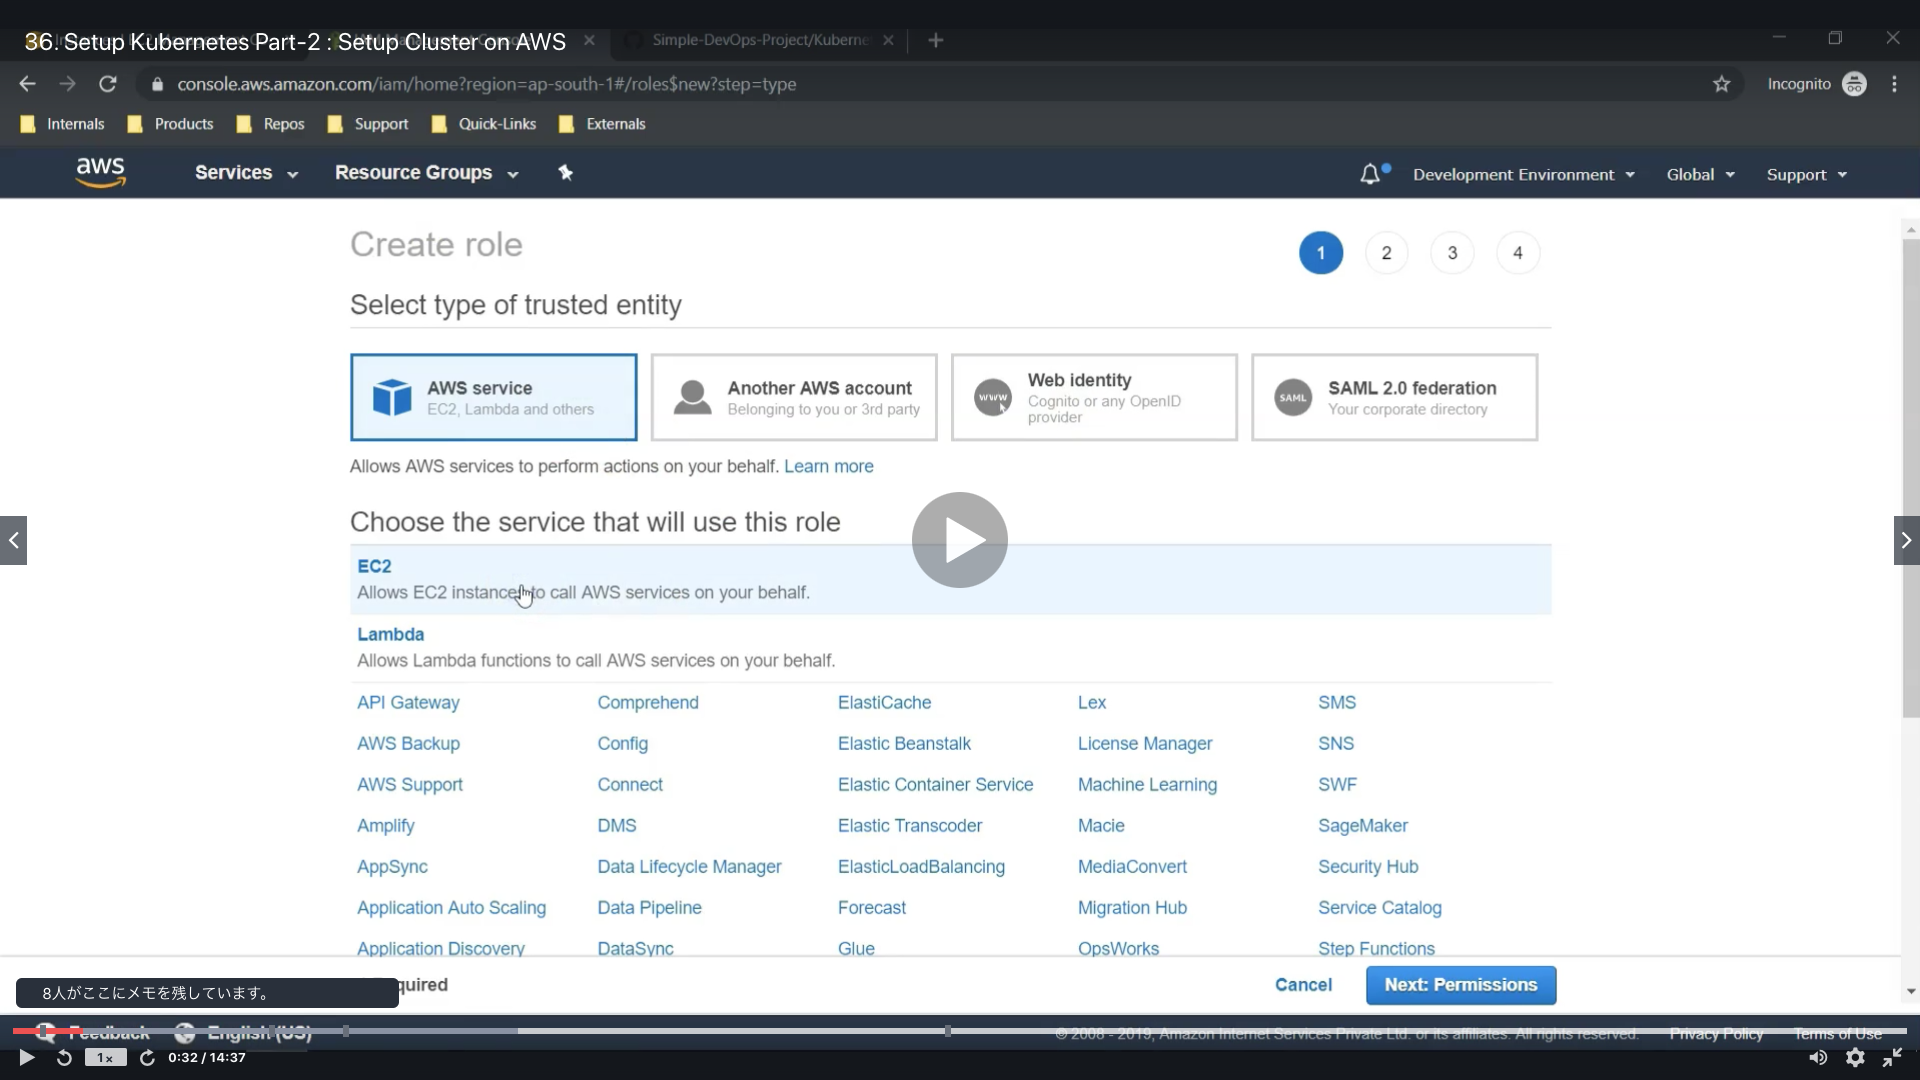 36. Setup Kubernetes Part-2 : Setup Cluster on AWS
Simple-DevOps-Project/Kuberne
console.aws.amazon.com/iam/home?region=ap-south-1#/roles$new?step=type
Incognito
Internals Products Repos Support Quick-Links Externals
aws Services Resource Groups Development Environment Global Support
Create role
1 2 3 4
Select type of trusted entity
AWS service
EC2, Lambda and others
Another AWS account
Belonging to you or 3rd party
www
Web identity
Cognito or any OpenID
provider
SAML
SAML 2.0 federation
Your corporate directory
Allows AWS services to perform actions on your behalf. Learn more
Choose the service that will use this role
EC2
Allows EC2 instances to call AWS services on your behalf.
Lambda
Allows Lambda functions to call AWS services on your behalf.
API Gateway Comprehend ElastiCache Lex SMS
AWS Backup Config Elastic Beanstalk License Manager SNS
AWS Support Connect Elastic Container Service Machine Learning SWF
Amplify DMS Elastic Transcoder Macie SageMaker
AppSync Data Lifecycle Manager ElasticLoadBalancing MediaConvert Security Hub
Application Auto Scaling Data Pipeline Forecast Migration Hub Service Catalog
Application Discovery DataSync Glue OpsWorks Step Functions
8人がここにメモを残しています。
quired
Cancel Next: Permissions
Feedback English (US) © 2008 - 2019, Amazon Internet Services Private Ltd. or its affiliates. All rights reserved. Privacy Policy Terms of Use
1x 0:32 / 14:37